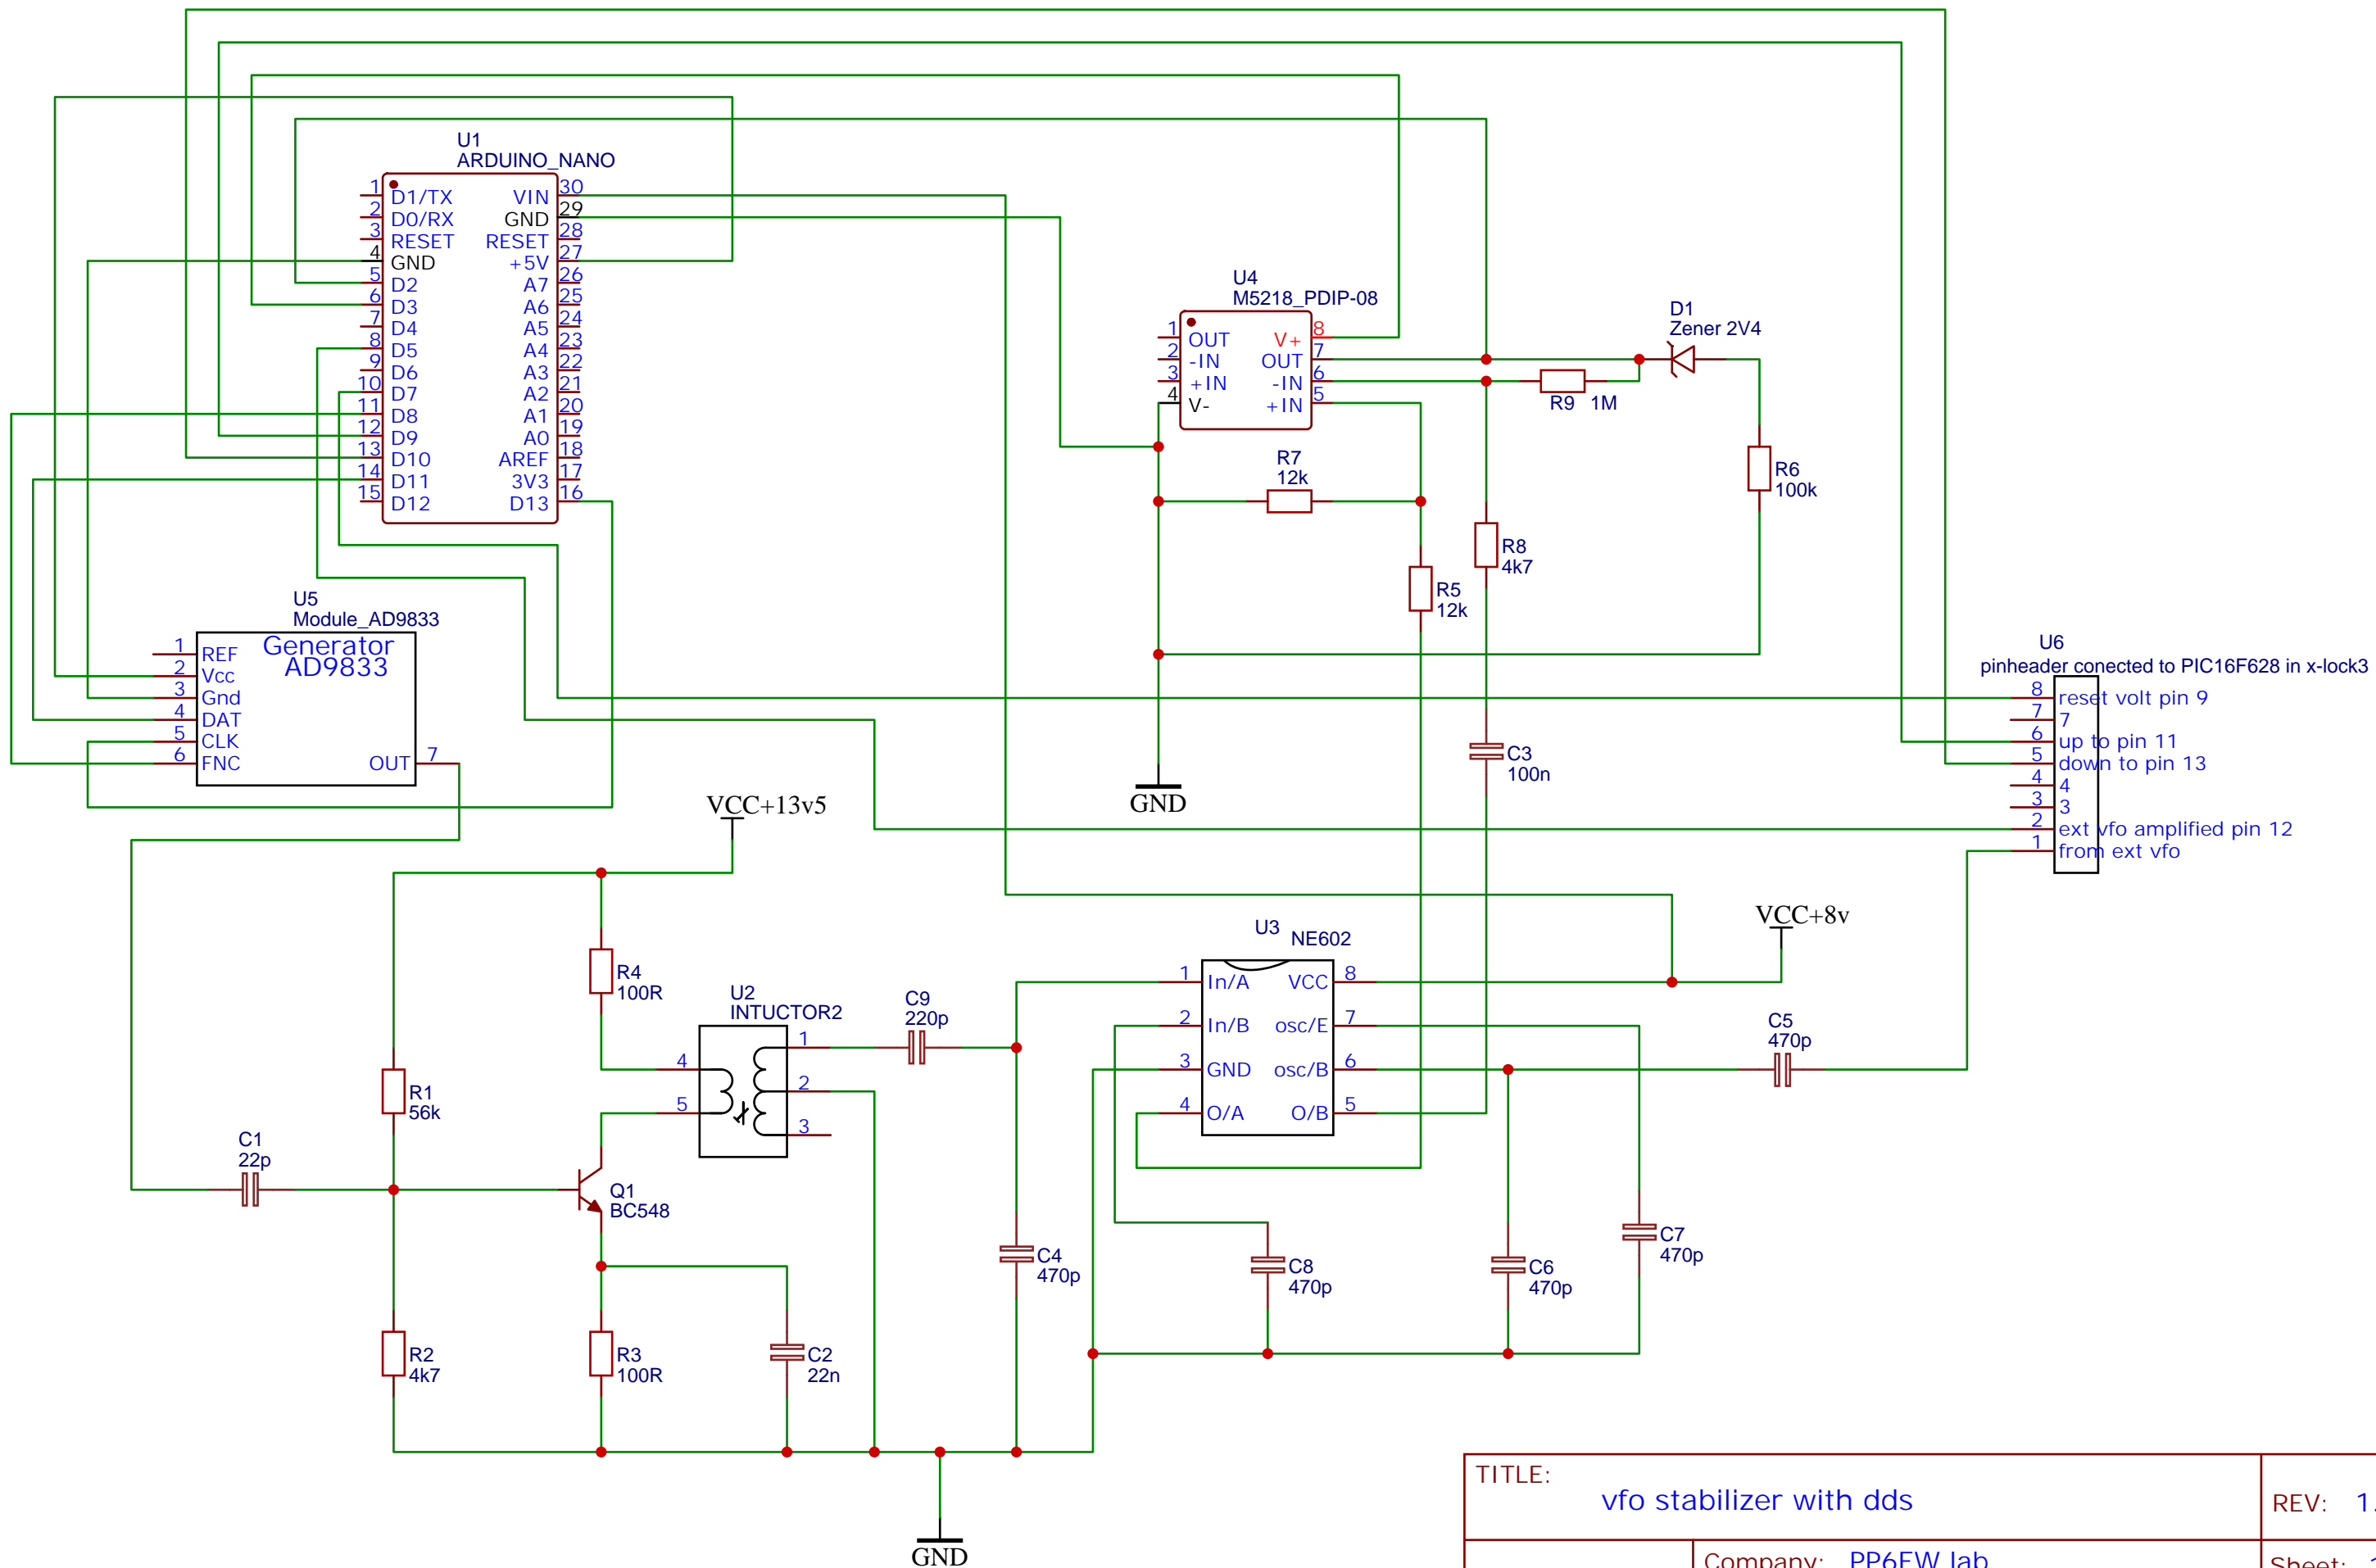 U1
ARDUINO_NANO
1 D1/TX VIN 30
2 D0/RX GND 29
3 RESET RESET 28
4 GND +5V 27
5 D2 A7 26
6 D3 A6 25
7 D4 A5 24
8 D5 A4 23
9 D6 A3 22
10 D7 A2 21
11 D8 A1 20
12 D9 A0 19
13 D10 AREF 18
14 D11 3V3 17
15 D12 D13 16
U4
M5218_PDIP-08
1 OUT V+ 8
2 -IN OUT 7
3 +IN -IN 6
4 V- +IN 5
D1
Zener 2V4
R9 1M
R6
100k
R7
12k
R8
4k7
R5
12k
U5
Module_AD9833
Generator
AD9833
1 REF
2 Vcc
3 Gnd
4 DAT
5 CLK
6 FNC OUT 7
U6
pinheader conected to PIC16F628 in x-lock3
8 reset volt pin 9
7 7
6 up to pin 11
5 down to pin 13
4 4
3 3
2 ext vfo amplified pin 12
1 from ext vfo
C3
100n
GND
VCC+13v5
VCC+8v
R4
100R
U2
INTUCTOR2
4 1
5 2
3
C9
220p
U3 NE602
1 In/A VCC 8
2 In/B osc/E 7
3 GND osc/B 6
4 O/A O/B 5
C5
470p
R1
56k
C1
22p
Q1
BC548
C4
470p
C8
470p
C6
470p
C7
470p
R2
4k7
R3
100R
C2
22n
GND
TITLE:
vfo stabilizer with dds
REV: 1.
Company: PP6EW lab
Sheet: